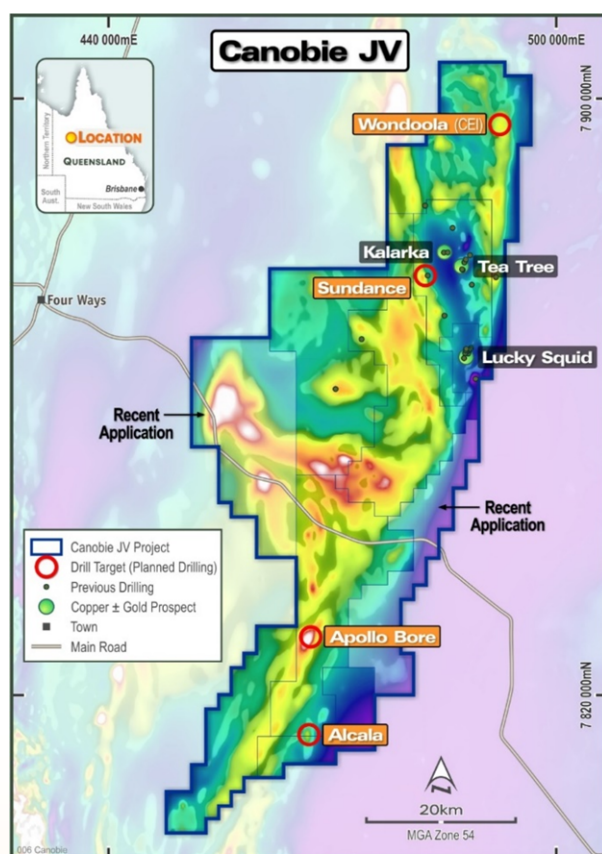 440 000mE
500 000mE
Canobie JV
LOCATION
QUEENSLAND
Northern Territory
South
Aust.
Brisbane
New South Wales
Wondoola (CEI)
7 900 000mN
Kalarka
Tea Tree
Sundance
Four Ways
Lucky Squid
Recent
Application
Recent
Application
Canobie JV Project
Drill Target (Planned Drilling)
Previous Drilling
Copper ± Gold Prospect
Town
Main Road
Apollo Bore
7 820 000mN
Alcala
N
20km
MGA Zone 54
006 Canobie